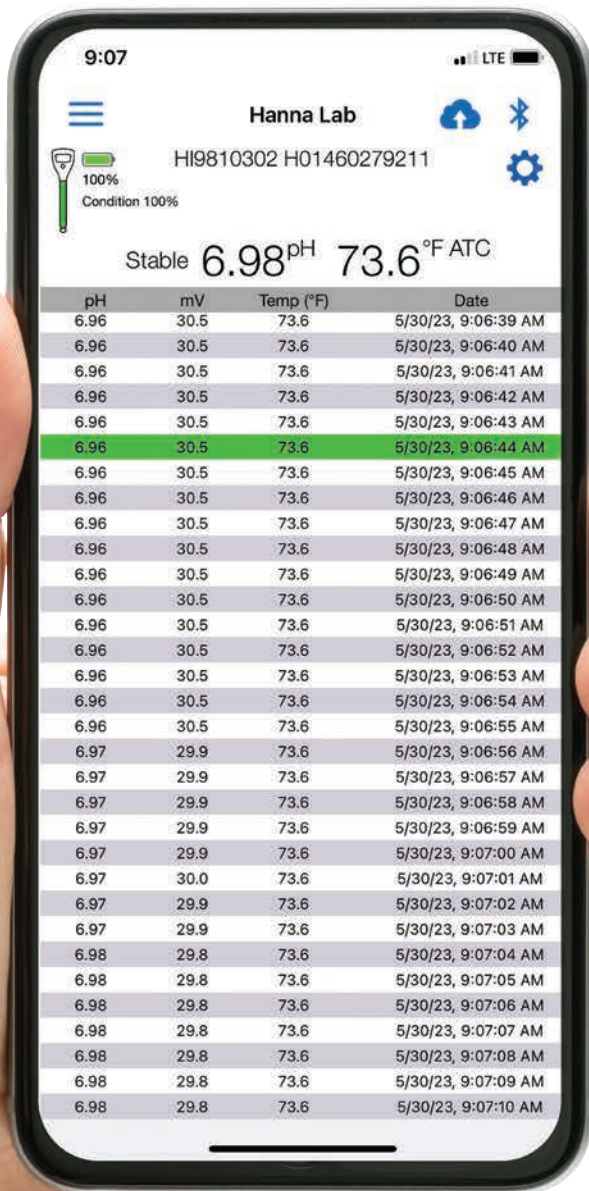 9:07 LTE
Hanna Lab
HI9810302 H01460279211
100%
Condition 100%
Stable 6.98 pH 73.6 °F ATC
pH mV Temp (°F) Date
6.96 30.5 73.6 5/30/23, 9:06:39 AM
6.96 30.5 73.6 5/30/23, 9:06:40 AM
6.96 30.5 73.6 5/30/23, 9:06:41 AM
6.96 30.5 73.6 5/30/23, 9:06:42 AM
6.96 30.5 73.6 5/30/23, 9:06:43 AM
6.96 30.5 73.6 5/30/23, 9:06:44 AM
6.96 30.5 73.6 5/30/23, 9:06:45 AM
6.96 30.5 73.6 5/30/23, 9:06:46 AM
6.96 30.5 73.6 5/30/23, 9:06:47 AM
6.96 30.5 73.6 5/30/23, 9:06:48 AM
6.96 30.5 73.6 5/30/23, 9:06:49 AM
6.96 30.5 73.6 5/30/23, 9:06:50 AM
6.96 30.5 73.6 5/30/23, 9:06:51 AM
6.96 30.5 73.6 5/30/23, 9:06:52 AM
6.96 30.5 73.6 5/30/23, 9:06:53 AM
6.96 30.5 73.6 5/30/23, 9:06:54 AM
6.96 30.5 73.6 5/30/23, 9:06:55 AM
6.97 29.9 73.6 5/30/23, 9:06:56 AM
6.97 29.9 73.6 5/30/23, 9:06:57 AM
6.97 29.9 73.6 5/30/23, 9:06:58 AM
6.97 29.9 73.6 5/30/23, 9:06:59 AM
6.97 29.9 73.6 5/30/23, 9:07:00 AM
6.97 30.0 73.6 5/30/23, 9:07:01 AM
6.97 29.9 73.6 5/30/23, 9:07:02 AM
6.97 29.9 73.6 5/30/23, 9:07:03 AM
6.98 29.8 73.6 5/30/23, 9:07:04 AM
6.98 29.8 73.6 5/30/23, 9:07:05 AM
6.98 29.8 73.6 5/30/23, 9:07:06 AM
6.98 29.8 73.6 5/30/23, 9:07:07 AM
6.98 29.8 73.6 5/30/23, 9:07:08 AM
6.98 29.8 73.6 5/30/23, 9:07:09 AM
6.98 29.8 73.6 5/30/23, 9:07:10 AM